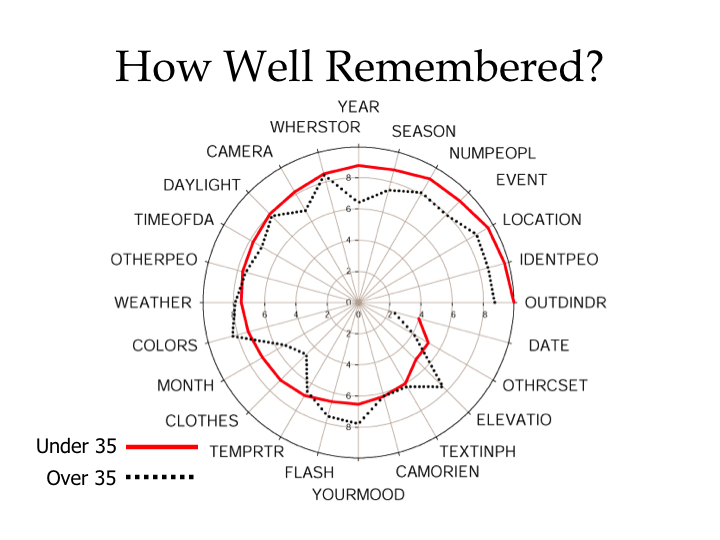 How Well Remembered?
YEAR
WHERSTOR
SEASON
CAMERA
NUMPEOPL
DAYLIGHT
EVENT
TIMEOFDA
LOCATION
OTHERPEO
IDENTPEO
WEATHER
OUTDINDR
COLORS
DATE
MONTH
OTHRCSET
CLOTHES
ELEVATIO
TEMPRTR
TEXTINPH
FLASH
CAMORIEN
YOURMOOD
8
6
4
2
0
8 6 4 2 0 2 4 6 8
2
4
6
8
Under 35
Over 35